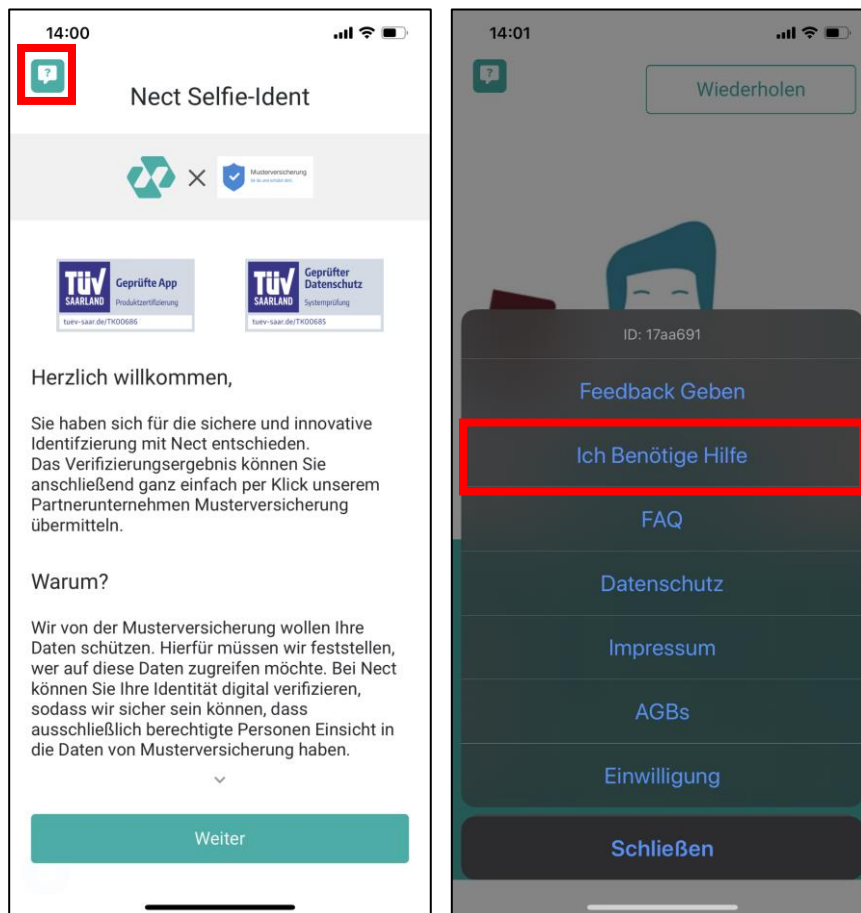 14:00
?
Nect Selfie-Ident
Musterversicherung
TÜV
SAARLAND
Geprüfte App
Produktzertifizierung
tuev-saar.de/TK00686
TÜV
SAARLAND
Geprüfter
Datenschutz
Systemprüfung
tuev-saar.de/TK00685
Herzlich willkommen,
Sie haben sich für die sichere und innovative
Identifzierung mit Nect entschieden.
Das Verifizierungsergebnis können Sie
anschließend ganz einfach per Klick unserem
Partnerunternehmen Musterversicherung
übermitteln.
Warum?
Wir von der Musterversicherung wollen Ihre
Daten schützen. Hierfür müssen wir feststellen,
wer auf diese Daten zugreifen möchte. Bei Nect
können Sie Ihre Identität digital verifizieren,
sodass wir sicher sein können, dass
ausschließlich berechtigte Personen Einsicht in
die Daten von Musterversicherung haben.
Weiter
14:01
?
Wiederholen
ID: 17aa691
Feedback Geben
Ich Benötige Hilfe
FAQ
Datenschutz
Impressum
AGBs
Einwilligung
Schließen